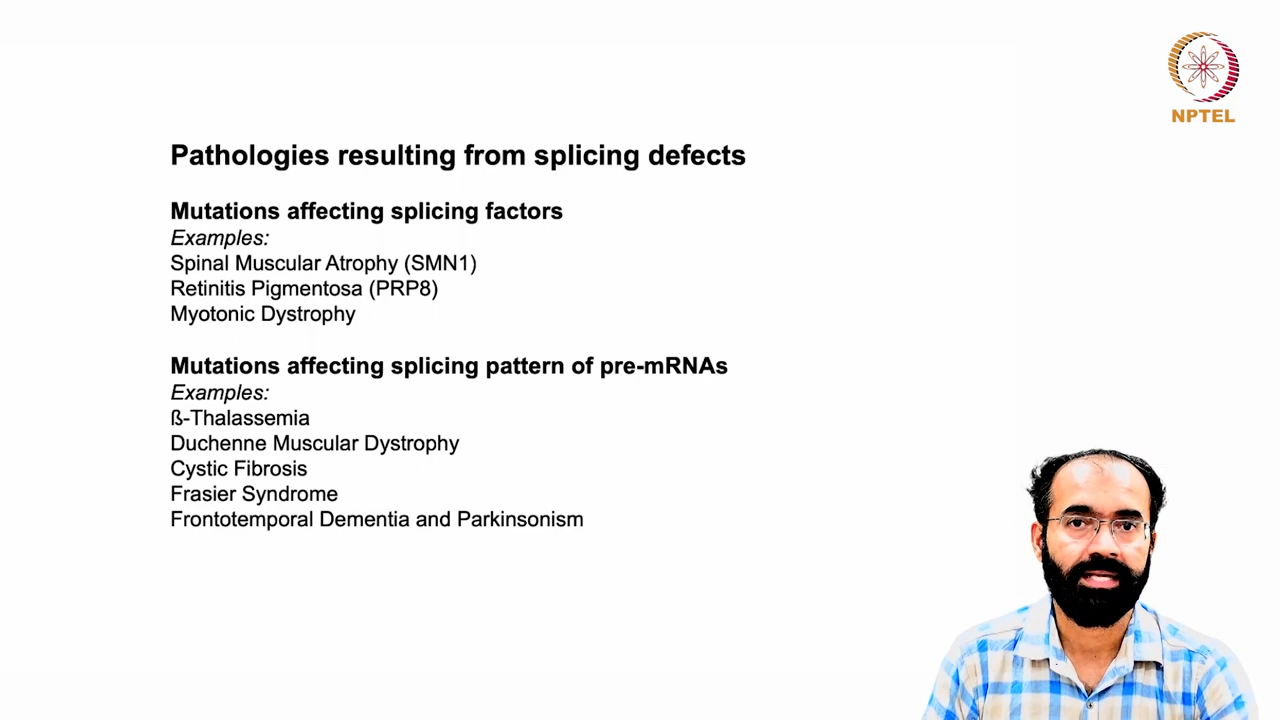 NPTEL
Pathologies resulting from splicing defects
Mutations affecting splicing factors
Examples:
Spinal Muscular Atrophy (SMN1)
Retinitis Pigmentosa (PRP8)
Myotonic Dystrophy
Mutations affecting splicing pattern of pre-mRNAs
Examples:
ß-Thalassemia
Duchenne Muscular Dystrophy
Cystic Fibrosis
Frasier Syndrome
Frontotemporal Dementia and Parkinsonism